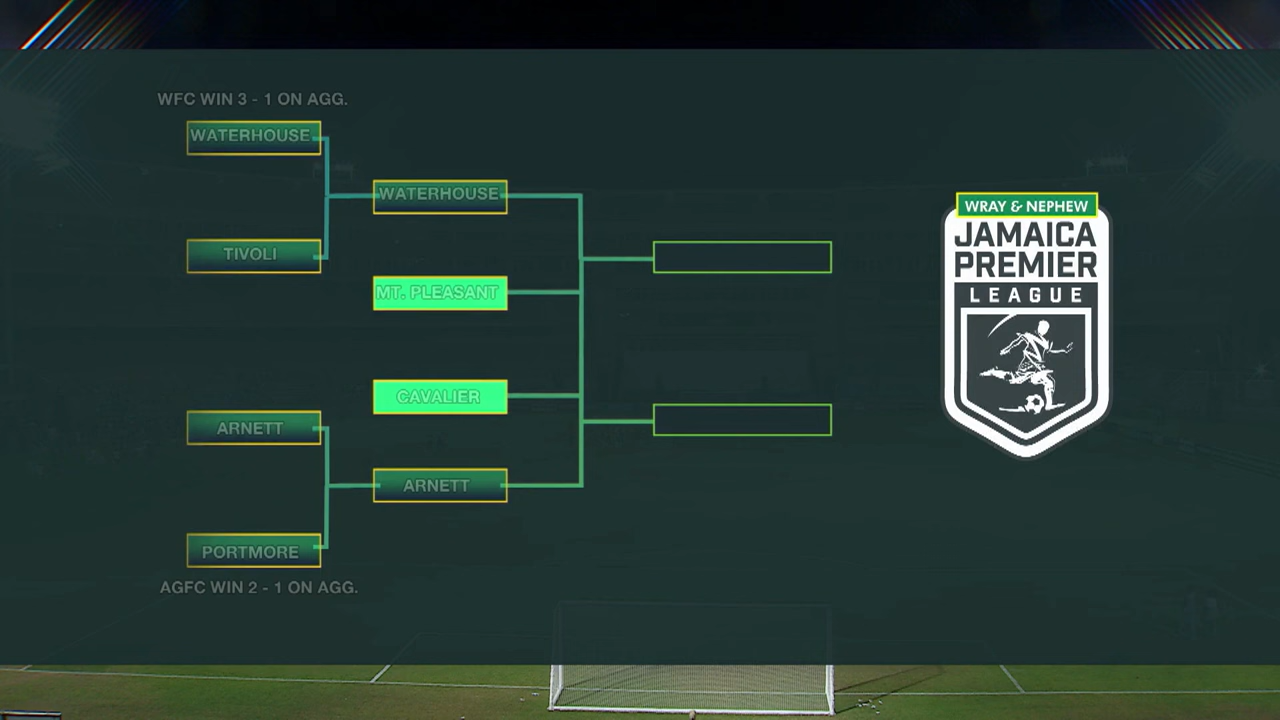 WFC WIN 3 - 1 ON AGG.
WATERHOUSE
TIVOLI
WATERHOUSE
MT. PLEASANT
CAVALIER
ARNETT
ARNETT
PORTMORE
AGFC WIN 2 - 1 ON AGG.
WRAY & NEPHEW
JAMAICA
PREMIER
LEAGUE